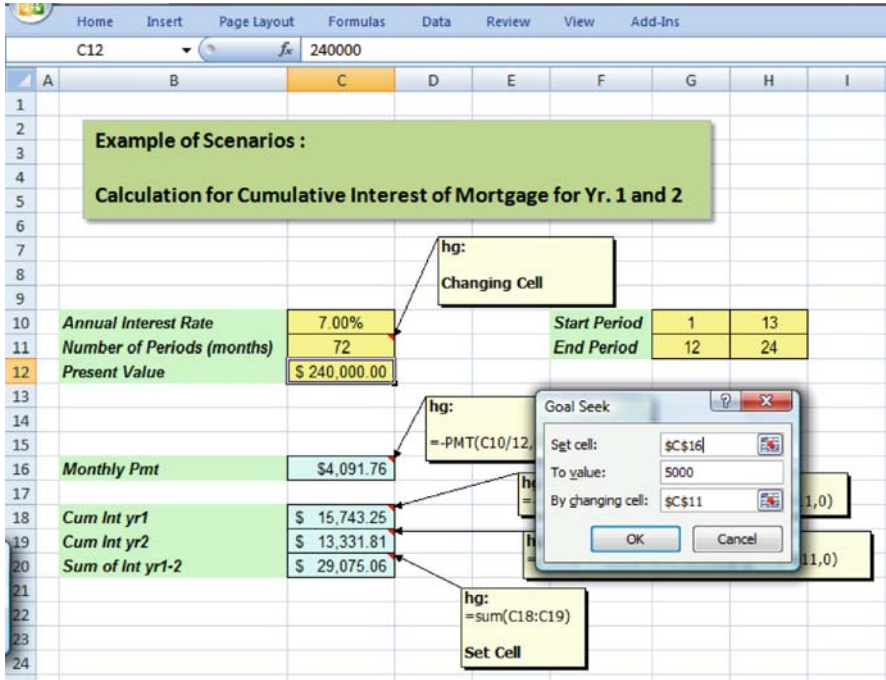 Home Insert Page Layout Formulas Data Review View Add-Ins
C12 fx 240000
A B C D E F G H I
1
2
Example of Scenarios :
3
4
Calculation for Cumulative Interest of Mortgage for Yr. 1 and 2
5
6
7
hg:
8
Changing Cell
9
10 Annual Interest Rate 7.00% Start Period 1 13
11 Number of Periods (months) 72 End Period 12 24
12 Present Value $ 240,000.00
13
hg:
Goal Seek
14
15
=-PMT(C10/12,
Set cell: $C$16
16 Monthly Pmt $4,091.76
To value: 5000
17
By changing cell: $C$11
1,0)
18 Cum Int yr1 $ 15,743.25
OK Cancel
19 Cum Int yr2 $ 13,331.81
11,0)
20 Sum of Int yr1-2 $ 29,075.06
21
hg:
22
=sum(C18:C19)
23
Set Cell
24